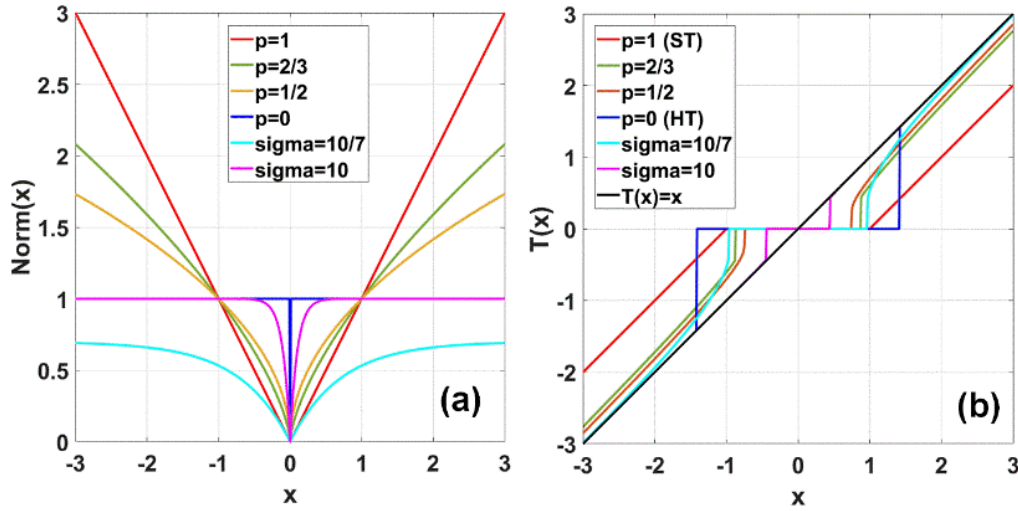 3
2.5
2
1.5
1
0.5
0
-3
-2
-1
0
1
2
3
Norm(x)
x
p=1
p=2/3
p=1/2
p=0
sigma=10/7
sigma=10
(a)
3
2
1
0
-1
-2
-3
-3
-2
-1
0
1
2
3
T(x)
x
p=1 (ST)
p=2/3
p=1/2
p=0 (HT)
sigma=10/7
sigma=10
T(x)=x
(b)